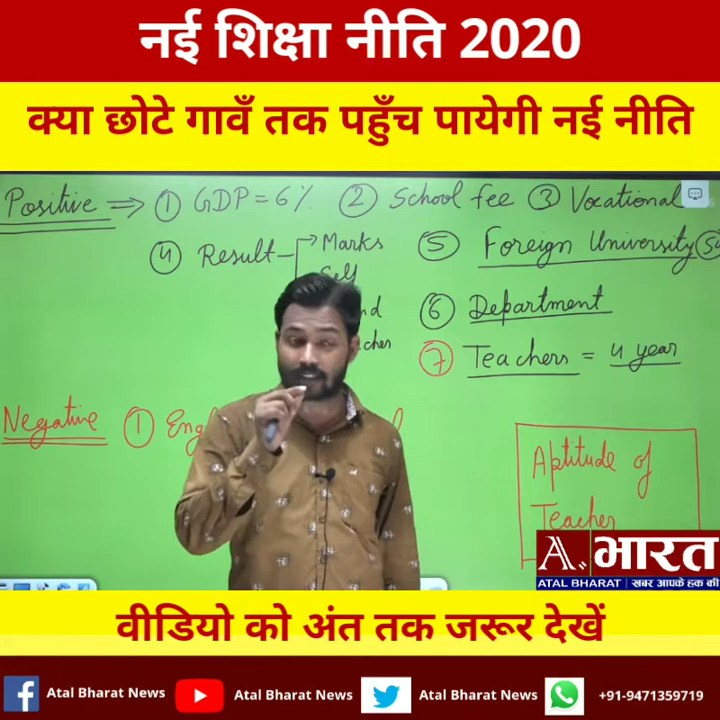 नई शिक्षा नीति 2020
क्या छोटे गावँ तक पहुँच पायेगी नई नीति
Positive ⇒ ① GDP = 6% ② School fee ③ Vocational
④ Result → Marks ⑤ Foreign University
Self
⑥ Department
⑦ Teachers = 4 year
Negative ①
Aptitude of
Teacher
A. भारत
ATAL BHARAT | खबर आपके हक की
वीडियो को अंत तक जरूर देखें
Atal Bharat News Atal Bharat News Atal Bharat News +91-9471359719